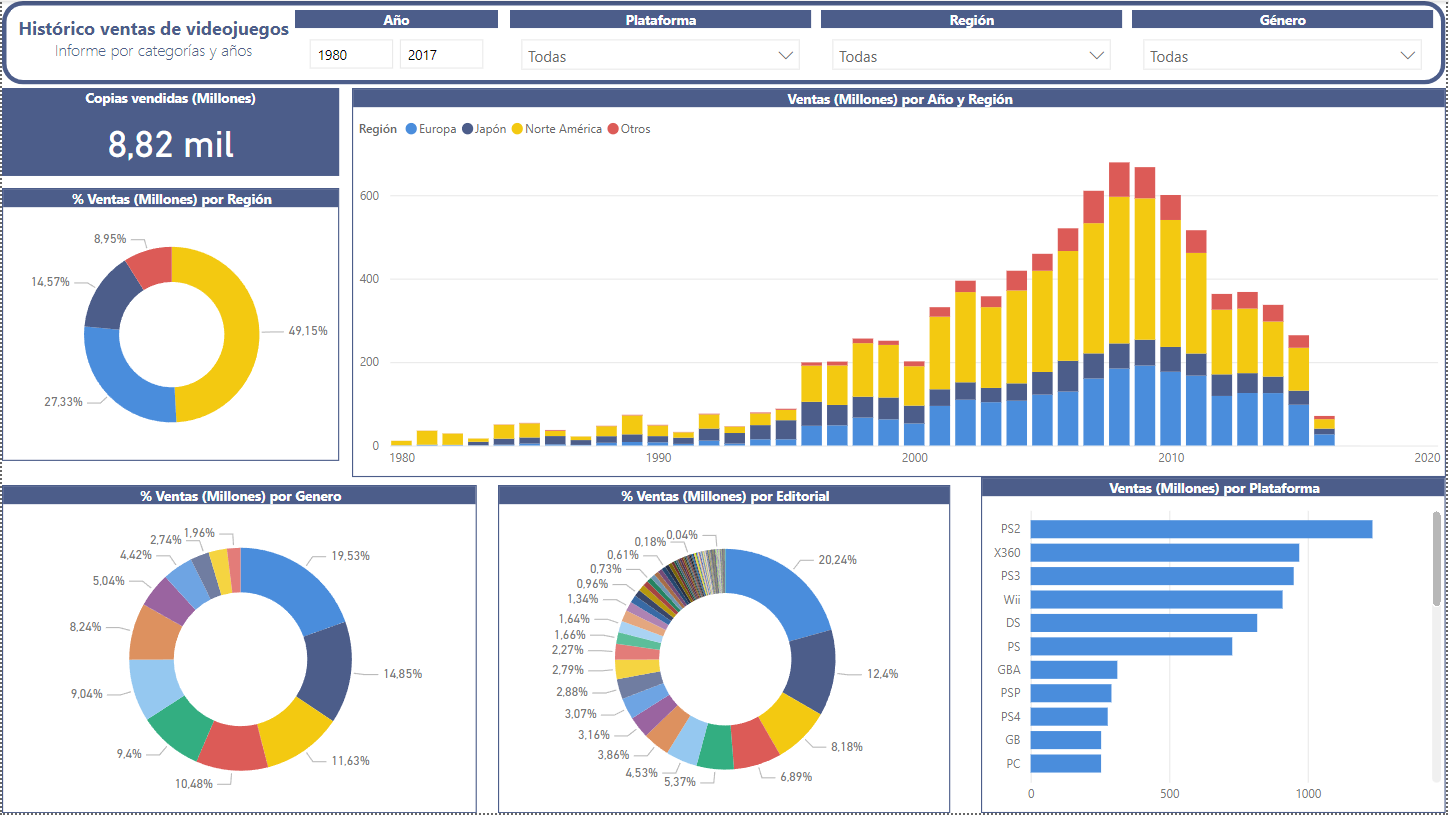 Histórico ventas de videojuegos
Informe por categorías y años
Año
1980
2017
Plataforma
Todas
Región
Todas
Género
Todas
Copias vendidas (Millones)
8,82 mil
% Ventas (Millones) por Región
8,95%
14,57%
49,15%
27,33%
Ventas (Millones) por Año y Región
Región Europa Japón Norte América Otros
600
400
200
0
1980 1990 2000 2010 2020
% Ventas (Millones) por Genero
1,96%
2,74%
4,42%
5,04%
8,24%
9,04%
9,4%
10,48%
11,63%
14,85%
19,53%
% Ventas (Millones) por Editorial
0,04%
0,18%
0,61%
0,73%
0,96%
1,34%
1,64%
1,66%
2,27%
2,79%
2,88%
3,07%
3,16%
3,86%
4,53%
5,37%
6,89%
8,18%
12,4%
20,24%
Ventas (Millones) por Plataforma
PS2
X360
PS3
Wii
DS
PS
GBA
PSP
PS4
GB
PC
0 500 1000